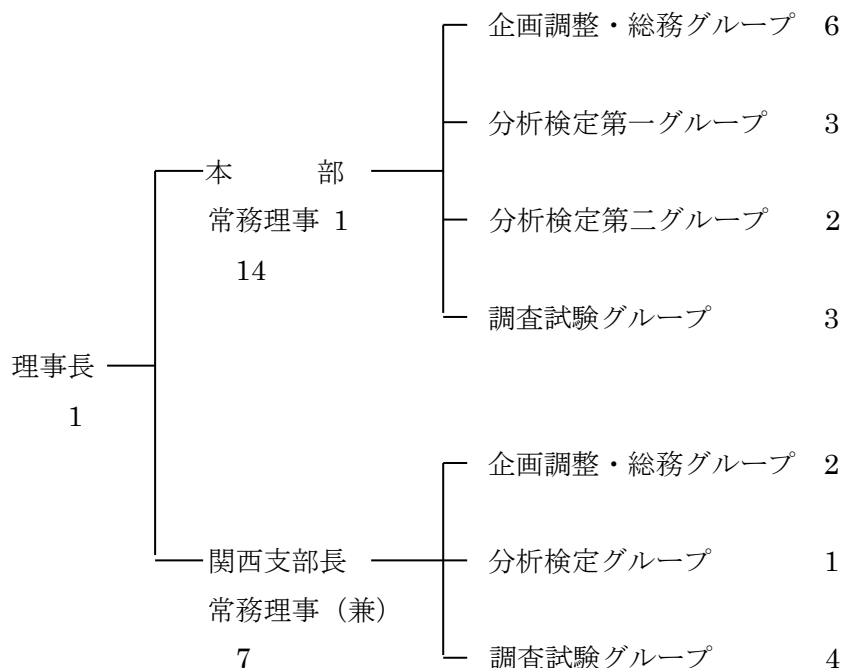 企画調整・総務グループ 6
分析検定第一グループ 3
本 部
常務理事 1
14
分析検定第二グループ 2
調査試験グループ 3
理事長
1
企画調整・総務グループ 2
関西支部長
常務理事（兼）
7
分析検定グループ 1
調査試験グループ 4